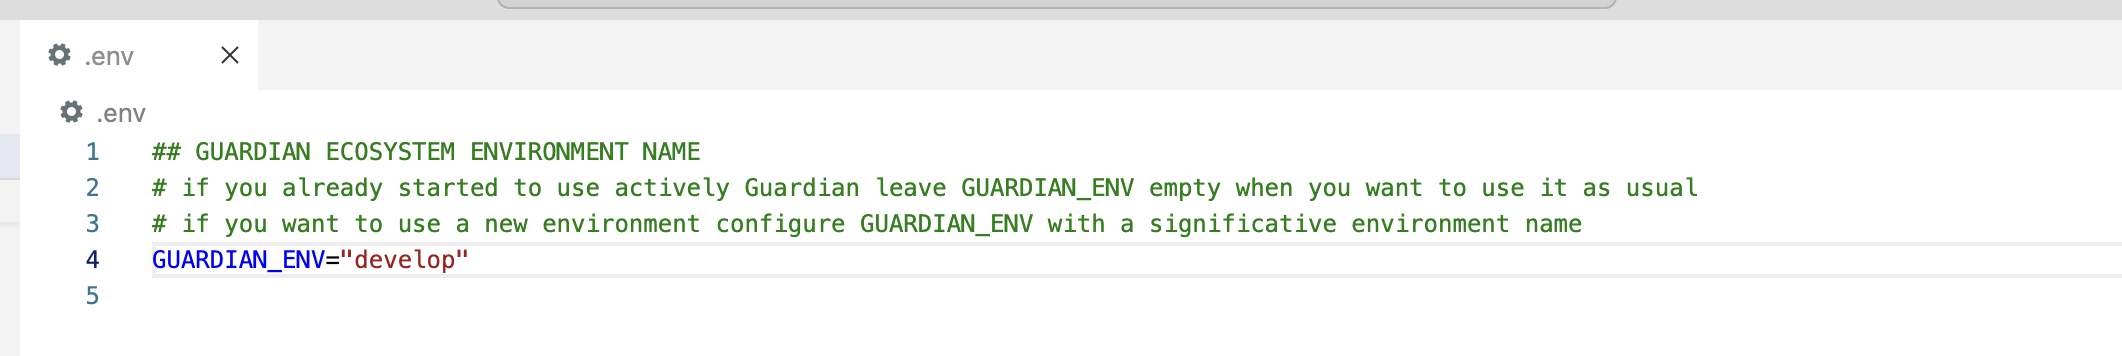 .env
.env
1 ## GUARDIAN ECOSYSTEM ENVIRONMENT NAME
2 # if you already started to use actively Guardian leave GUARDIAN_ENV empty when you want to use it as usual
3 # if you want to use a new environment configure GUARDIAN_ENV with a significative environment name
4 GUARDIAN_ENV="develop"
5